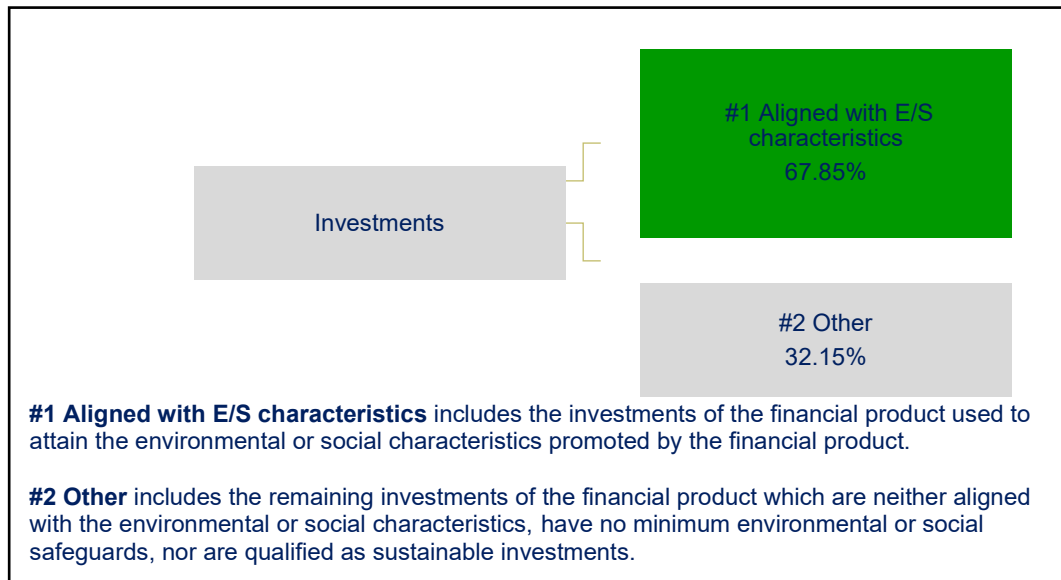 #1 Aligned with E/S
characteristics
67.85%
Investments
#2 Other
32.15%
#1 Aligned with E/S characteristics includes the investments of the financial product used to
attain the environmental or social characteristics promoted by the financial product.
#2 Other includes the remaining investments of the financial product which are neither aligned
with the environmental or social characteristics, have no minimum environmental or social
safeguards, nor are qualified as sustainable investments.